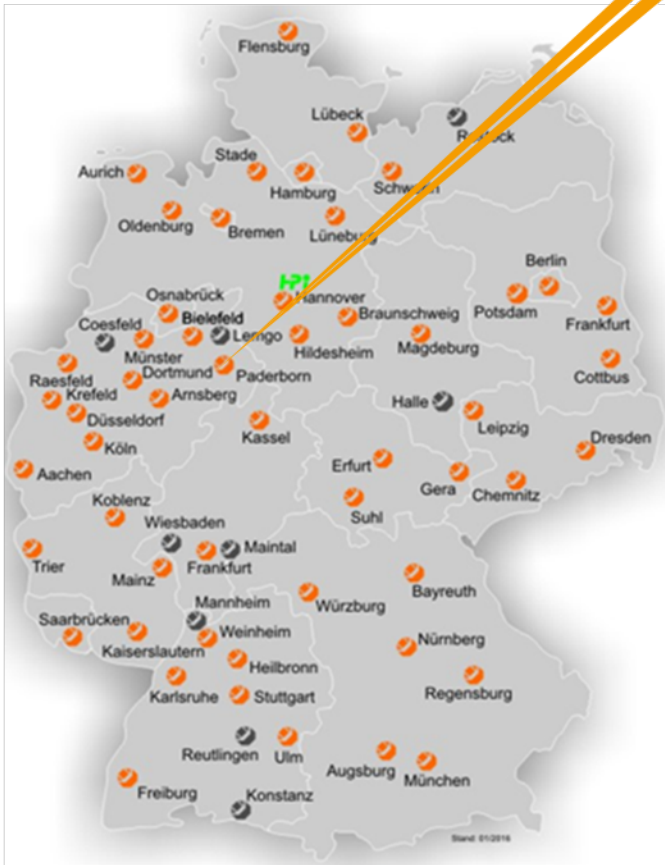 Flensburg
Lübeck
Rostock
Stade
Aurich
Hamburg
Schwerin
Oldenburg
Bremen
Lüneburg
HPI
Hannover
Berlin
Osnabrück
Bielefeld
Braunschweig
Potsdam
Coesfeld
Lemgo
Frankfurt
Münster
Hildesheim
Magdeburg
Raesfeld
Dortmund
Paderborn
Cottbus
Krefeld
Arnsberg
Halle
Düsseldorf
Kassel
Leipzig
Dresden
Köln
Erfurt
Aachen
Gera
Chemnitz
Koblenz
Suhl
Wiesbaden
Maintal
Trier
Frankfurt
Mainz
Bayreuth
Mannheim
Würzburg
Saarbrücken
Weinheim
Kaiserslautern
Nürnberg
Heilbronn
Karlsruhe
Stuttgart
Regensburg
Reutlingen
Ulm
Augsburg
München
Freiburg
Konstanz
Stand: 01/2016